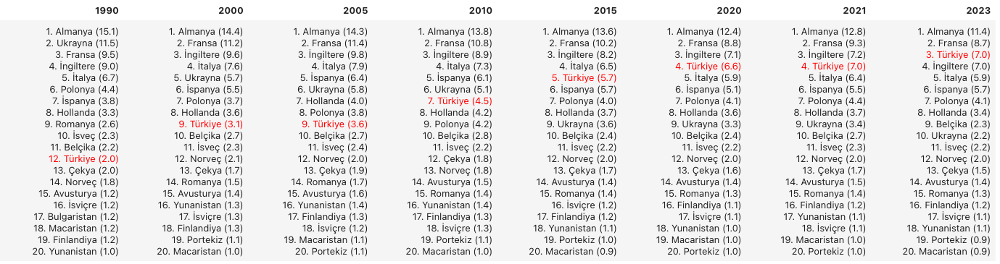 1990 2000 2005 2010 2015 2020 2021 2023
1. Almanya (15.1) 1. Almanya (14.4) 1. Almanya (14.3) 1. Almanya (13.8) 1. Almanya (13.6) 1. Almanya (12.4) 1. Almanya (12.8) 1. Almanya (11.4)
2. Ukrayna (11.5) 2. Fransa (11.2) 2. Fransa (11.4) 2. Fransa (10.8) 2. Fransa (10.2) 2. Fransa (8.8) 2. Fransa (9.3) 2. Fransa (8.7)
3. Fransa (9.5) 3. İngiltere (9.6) 3. İngiltere (9.8) 3. İngiltere (8.9) 3. İngiltere (8.2) 3. İngiltere (7.1) 3. İngiltere (7.2) 3. Türkiye (7.0)
4. İngiltere (9.0) 4. İtalya (7.6) 4. İtalya (7.9) 4. İtalya (7.3) 4. İtalya (6.5) 4. Türkiye (6.6) 4. Türkiye (7.0) 4. İngiltere (7.0)
5. İtalya (6.7) 5. Ukrayna (5.7) 5. İspanya (6.4) 5. İspanya (6.1) 5. Türkiye (5.7) 5. İtalya (5.9) 5. İtalya (6.4) 5. İtalya (5.9)
6. Polonya (4.4) 6. İspanya (5.5) 6. Ukrayna (5.8) 6. Ukrayna (5.1) 6. İspanya (5.7) 6. İspanya (5.1) 6. İspanya (5.5) 6. İspanya (5.7)
7. İspanya (3.8) 7. Polonya (3.7) 7. Hollanda (4.0) 7. Türkiye (4.5) 7. Polonya (4.0) 7. Polonya (4.1) 7. Polonya (4.4) 7. Polonya (4.1)
8. Hollanda (3.3) 8. Hollanda (3.6) 8. Polonya (3.8) 8. Hollanda (4.2) 8. Hollanda (3.7) 8. Hollanda (3.6) 8. Hollanda (3.7) 8. Hollanda (3.4)
9. Romanya (2.6) 9. Türkiye (3.1) 9. Türkiye (3.6) 9. Polonya (4.2) 9. Ukrayna (3.6) 9. Ukrayna (3.3) 9. Ukrayna (3.4) 9. Belçika (2.3)
10. İsveç (2.3) 10. Belçika (2.7) 10. Belçika (2.7) 10. Belçika (2.8) 10. Belçika (2.4) 10. Belçika (2.4) 10. Belçika (2.7) 10. Ukrayna (2.2)
11. Belçika (2.2) 11. İsveç (2.3) 11. İsveç (2.4) 11. İsveç (2.2) 11. İsveç (2.2) 11. İsveç (2.2) 11. İsveç (2.3) 11. İsveç (2.2)
12. Türkiye (2.0) 12. Norveç (2.1) 12. Norveç (2.0) 12. Çekya (1.8) 12. Norveç (2.0) 12. Norveç (2.0) 12. Norveç (2.0) 12. Norveç (2.0)
13. Çekya (2.0) 13. Çekya (1.7) 13. Çekya (1.9) 13. Norveç (1.8) 13. Çekya (1.7) 13. Çekya (1.6) 13. Çekya (1.7) 13. Çekya (1.5)
14. Norveç (1.8) 14. Romanya (1.5) 14. Romanya (1.7) 14. Avusturya (1.5) 14. Avusturya (1.4) 14. Avusturya (1.4) 14. Avusturya (1.5) 14. Avusturya (1.4)
15. Avusturya (1.2) 15. Avusturya (1.4) 15. Avusturya (1.6) 15. Romanya (1.4) 15. Romanya (1.4) 15. Romanya (1.3) 15. Romanya (1.4) 15. Romanya (1.3)
16. İsviçre (1.2) 16. Yunanistan (1.3) 16. Yunanistan (1.4) 16. Yunanistan (1.4) 16. İsviçre (1.2) 16. Finlandiya (1.1) 16. Finlandiya (1.2) 16. Finlandiya (1.2)
17. Bulgaristan (1.2) 17. İsviçre (1.3) 17. Finlandiya (1.3) 17. Finlandiya (1.3) 17. Finlandiya (1.2) 17. İsviçre (1.1) 17. Yunanistan (1.1) 17. İsviçre (1.1)
18. Macaristan (1.2) 18. Finlandiya (1.3) 18. İsviçre (1.2) 18. İsviçre (1.3) 18. Yunanistan (1.1) 18. Yunanistan (1.0) 18. İsviçre (1.1) 18. Yunanistan (1.1)
19. Finlandiya (1.2) 19. Portekiz (1.1) 19. Macaristan (1.1) 19. Portekiz (1.1) 19. Portekiz (1.0) 19. Macaristan (1.0) 19. Macaristan (1.0) 19. Portekiz (0.9)
20. Yunanistan (1.0) 20. Macaristan (1.0) 20. Portekiz (1.1) 20. Macaristan (1.0) 20. Macaristan (0.9) 20. Portekiz (1.0) 20. Portekiz (1.0) 20. Macaristan (0.9)